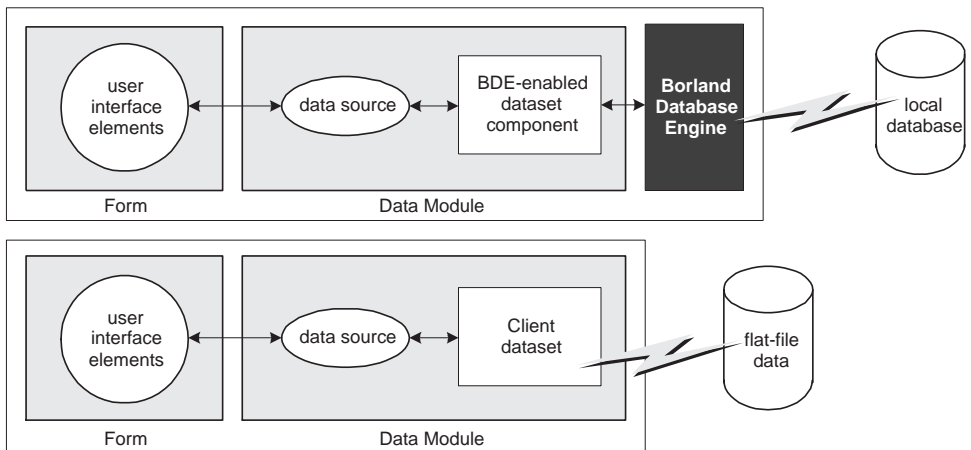 user
interface
elements
data source
BDE-enabled
dataset
component
Borland
Database
Engine
local
database
Form
Data Module
user
interface
elements
data source
Client
dataset
flat-file
data
Form
Data Module